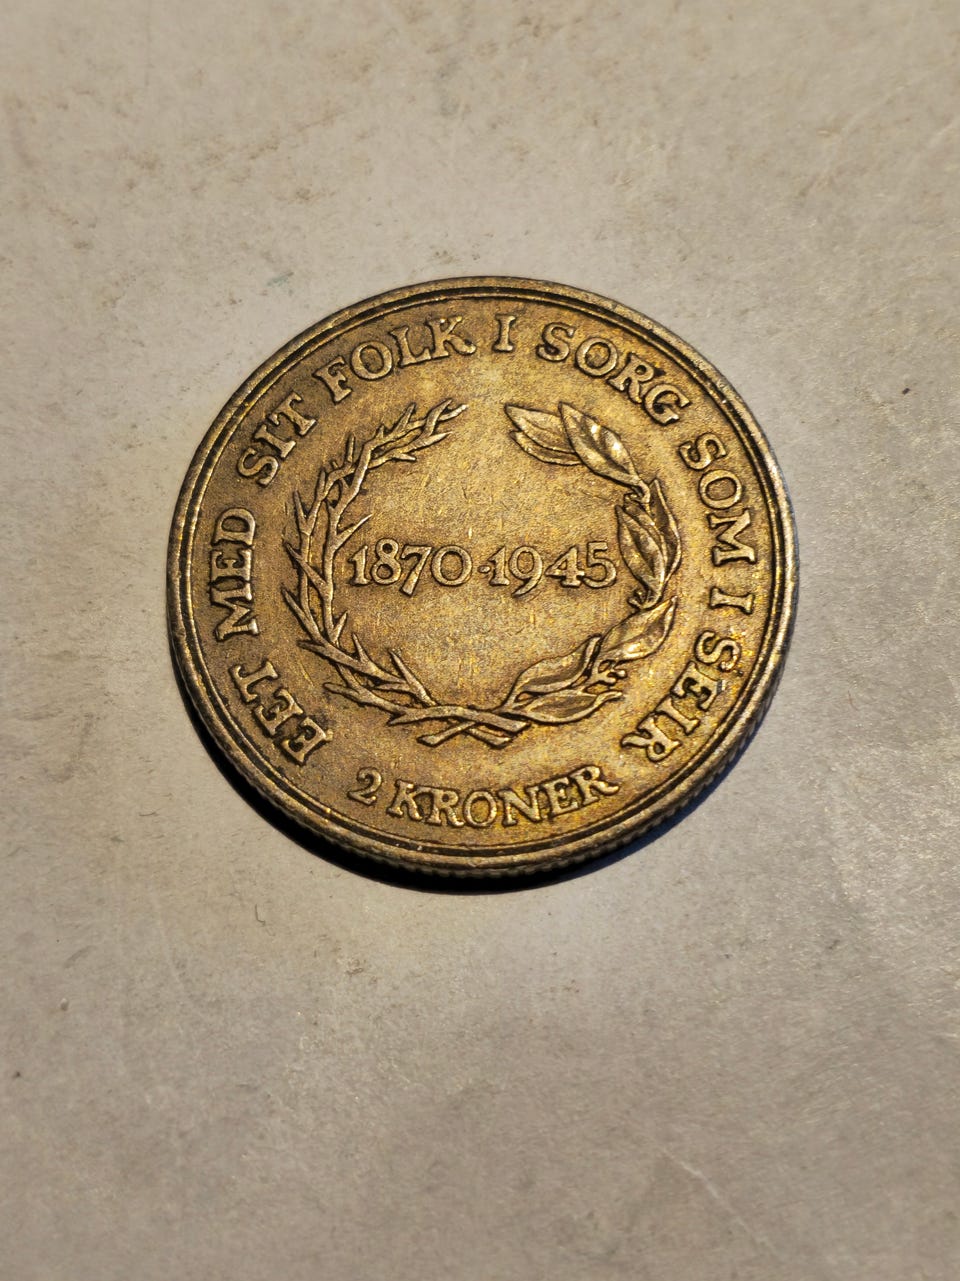 EET MED SIT FOLK I SORG SOM I SEIR
1870·1945
2 KRONER